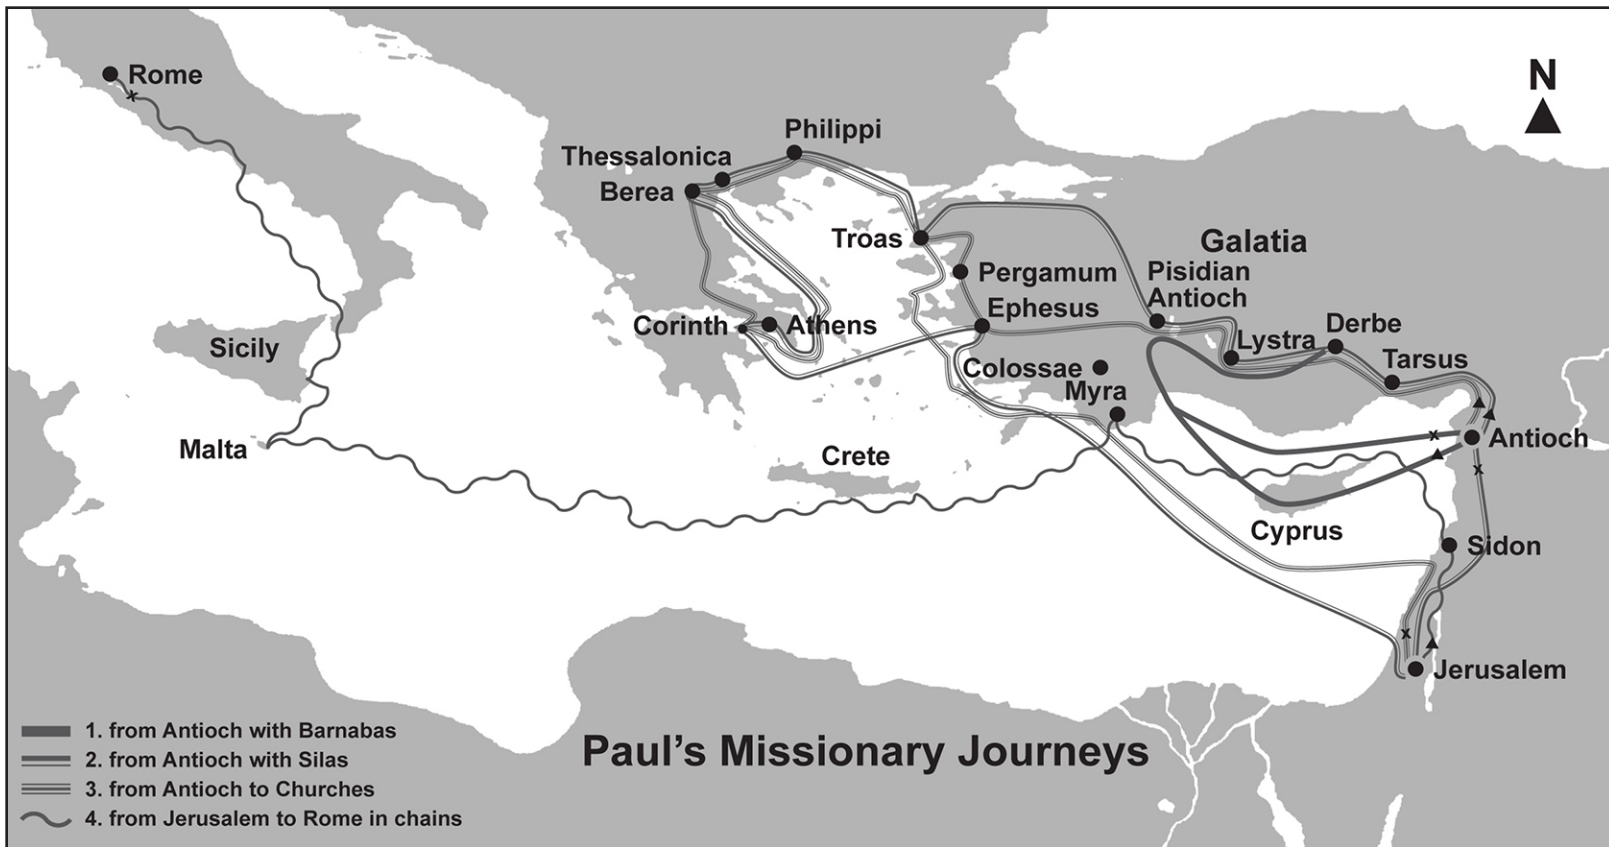 N
Rome
Philippi
Thessalonica
Berea
Troas
Galatia
Pergamum
Pisidian
Antioch
Ephesus
Corinth
Athens
Sicily
Lystra
Derbe
Tarsus
Colossae
Myra
Antioch
Malta
Crete
Cyprus
Sidon
Jerusalem
Paul’s Missionary Journeys
1. from Antioch with Barnabas
2. from Antioch with Silas
3. from Antioch to Churches
4. from Jerusalem to Rome in chains